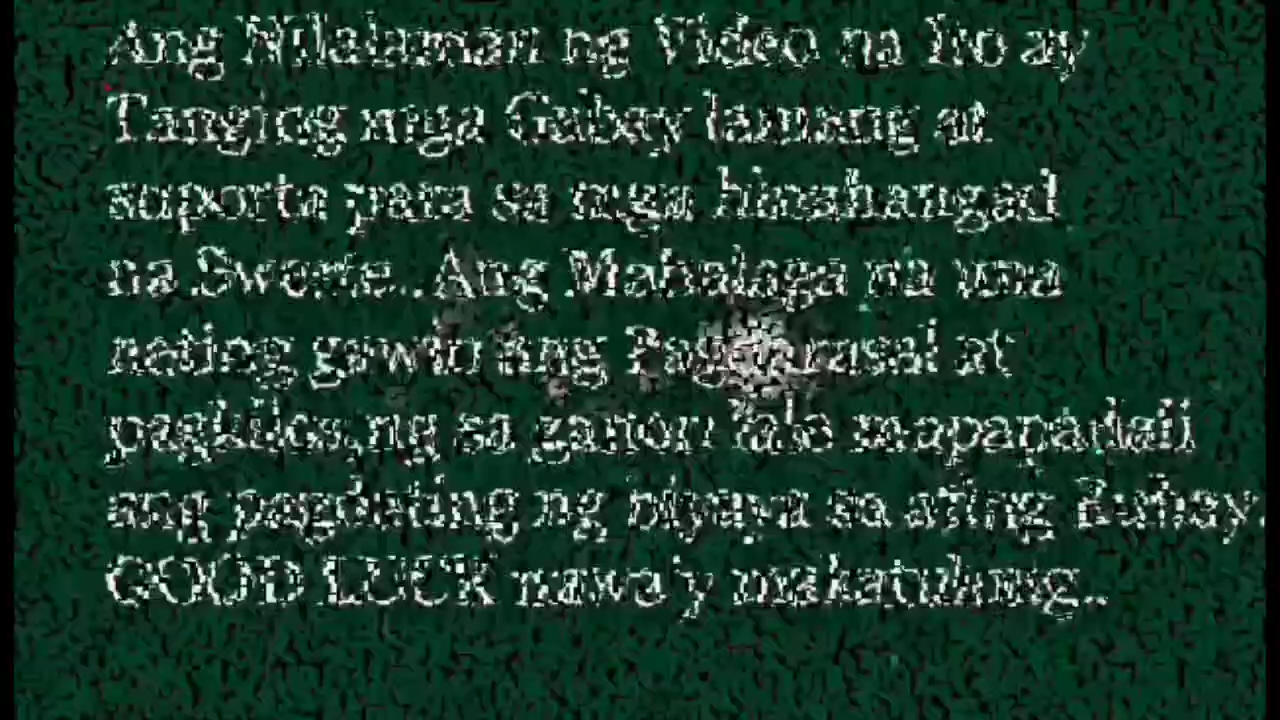 Ang Nilalaman ng Video na Ito ay
Tanging mga Gabay lamang at
suporta para sa mga hinahangad
na Swerte..Ang Mahalaga na una
nating gawin ang Pagdarasal at
pagkilos,ng sa ganon lalo mapapadali
ang pagdating ng biyaya sa ating Buhay.
GOOD LUCK nawa'y makatulong..